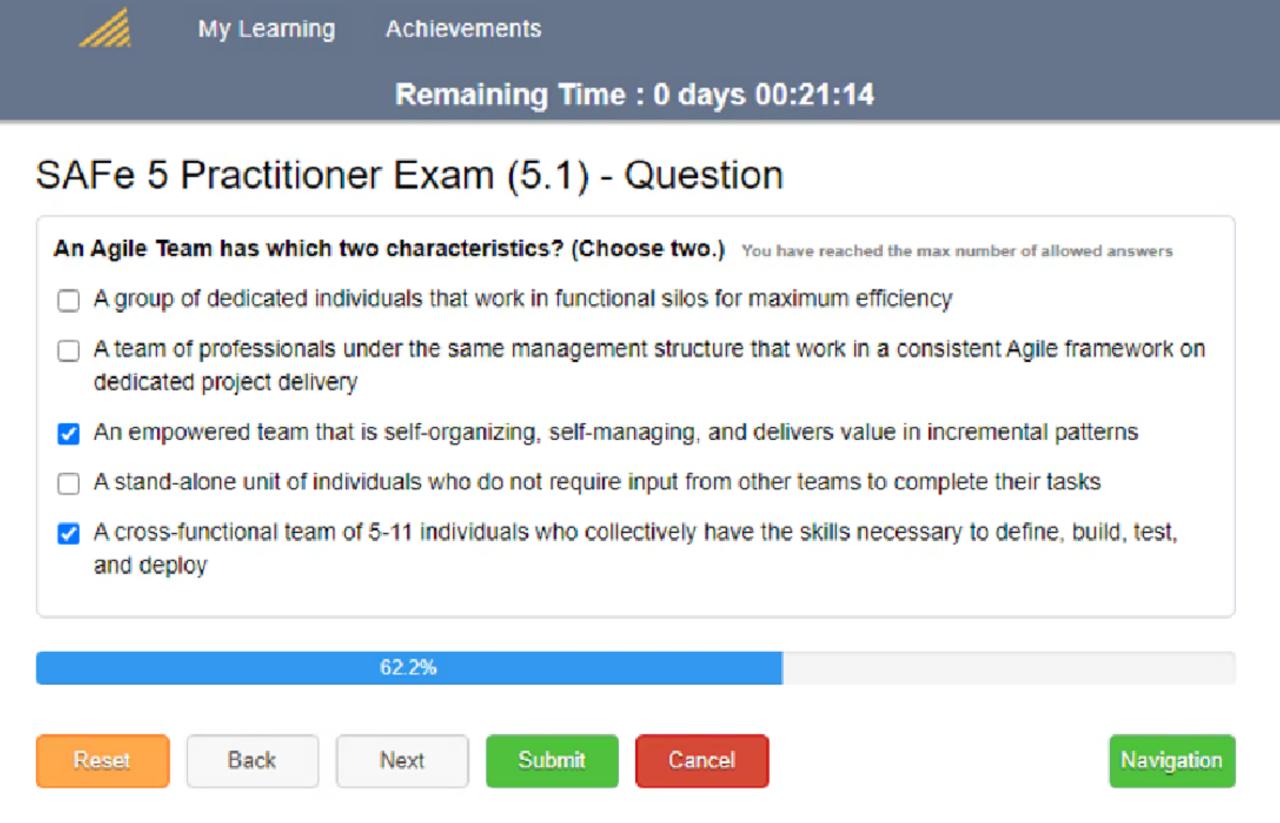 My Learning Achievements
Remaining Time : 0 days 00:21:14
SAFe 5 Practitioner Exam (5.1) - Question
An Agile Team has which two characteristics? (Choose two.) You have reached the max number of allowed answers
A group of dedicated individuals that work in functional silos for maximum efficiency
A team of professionals under the same management structure that work in a consistent Agile framework on
dedicated project delivery
An empowered team that is self-organizing, self-managing, and delivers value in incremental patterns
A stand-alone unit of individuals who do not require input from other teams to complete their tasks
A cross-functional team of 5-11 individuals who collectively have the skills necessary to define, build, test,
and deploy
62.2%
Reset Back Next Submit Cancel Navigation